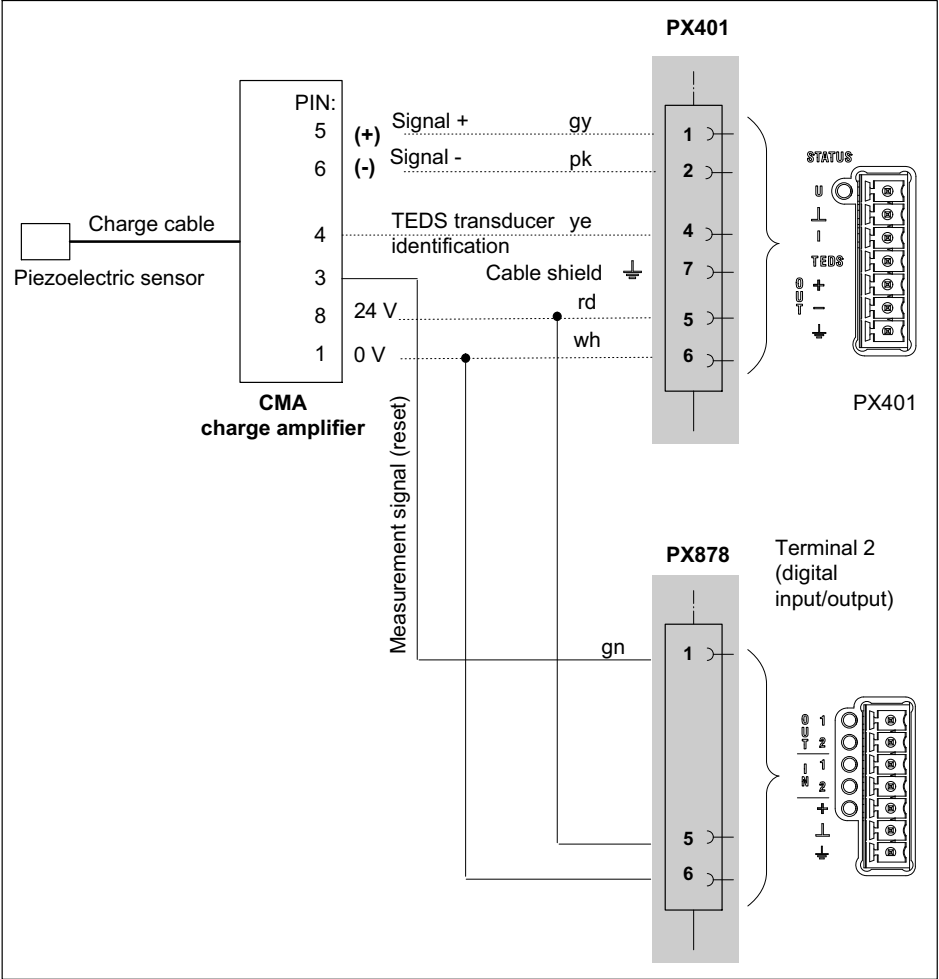 PX401
PIN:
5 (+) Signal + gy 1
6 (-) Signal - pk 2
STATUS
U
⊥
I
TEDS
OUT
+
−
⏚
PX401
Charge cable
Piezoelectric sensor
4 TEDS transducer ye 4
identification
3 Cable shield ⏚ 7
8 24 V rd 5
1 0 V wh 6
CMA
charge amplifier
Measurement signal (reset)
PX878
Terminal 2
(digital
input/output)
gn 1
5
6
OUT
1
2
IN
1
2
+
⊥
⏚